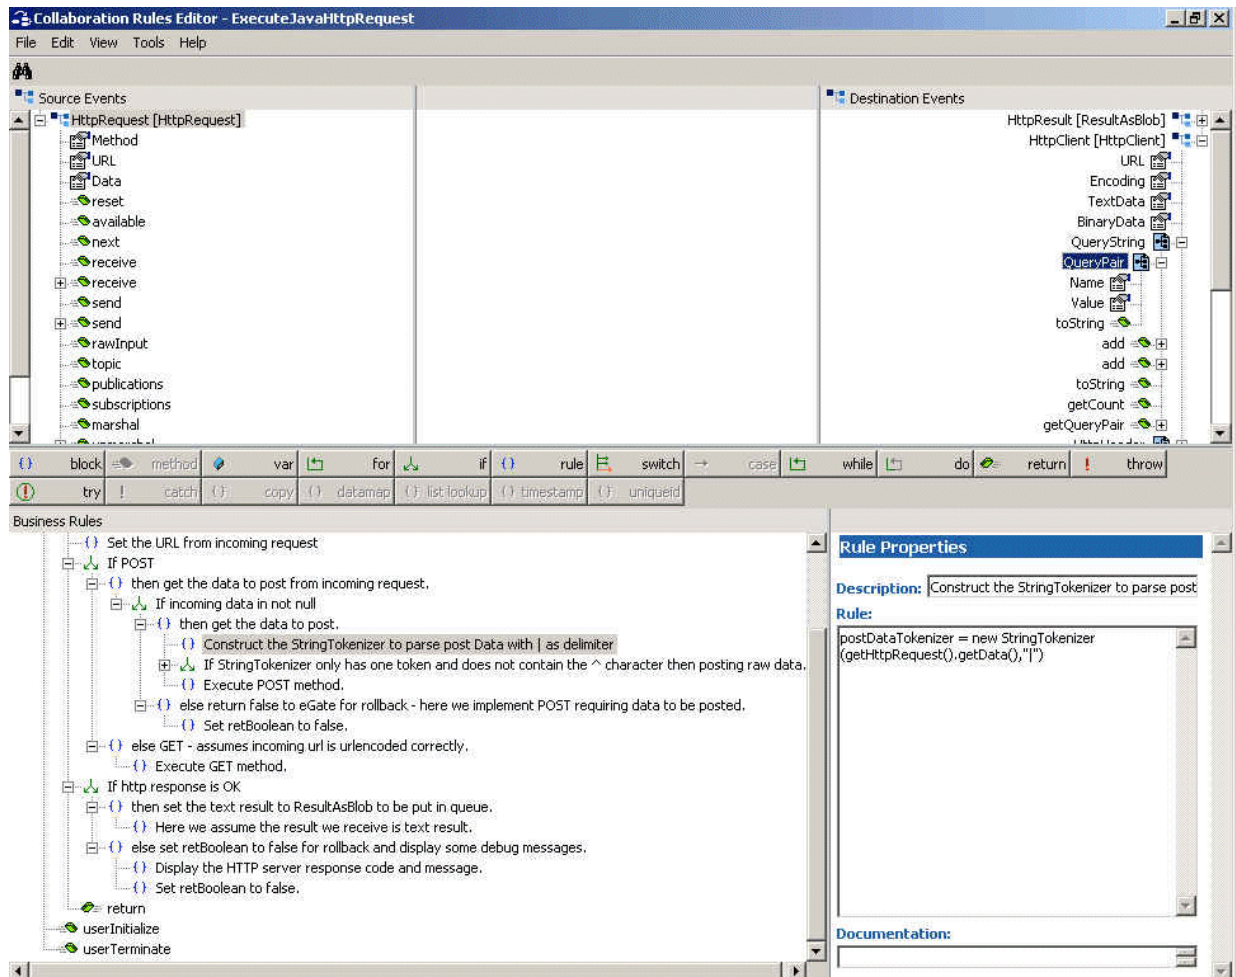 Collaboration Rules Editor - ExecuteJavaHttpRequest
File Edit View Tools Help
Source Events
Destination Events
HttpRequest [HttpRequest]
Method
URL
Data
reset
available
next
receive
receive
send
send
rawInput
topic
publications
subscriptions
marshal
HttpResult [ResultAsBlob]
HttpClient [HttpClient]
URL
Encoding
TextData
BinaryData
QueryString
QueryPair
Name
Value
toString
add
add
toString
getCount
getQueryPair
HttpHeader
{} block method var for if {} rule switch case while do return ! throw
try ! catch {} copy {} datamap {} list lookup {} timestamp {} uniqueid
Business Rules
{} Set the URL from incoming request
If POST
{} then get the data to post from incoming request.
If incoming data in not null
{} then get the data to post.
{} Construct the StringTokenizer to parse post Data with | as delimiter
If StringTokenizer only has one token and does not contain the ^ character then posting raw data.
{} Execute POST method.
{} else return false to eGate for rollback - here we implement POST requiring data to be posted.
{} Set retBoolean to false.
{} else GET - assumes incoming url is urlencoded correctly.
{} Execute GET method.
If http response is OK
{} then set the text result to ResultAsBlob to be put in queue.
{} Here we assume the result we receive is text result.
{} else set retBoolean to false for rollback and display some debug messages.
{} Display the HTTP server response code and message.
{} Set retBoolean to false.
return
userInitialize
userTerminate
Rule Properties
Description: Construct the StringTokenizer to parse post
Rule:
postDataTokenizer = new StringTokenizer
(getHttpRequest().getData(),"|")
Documentation: